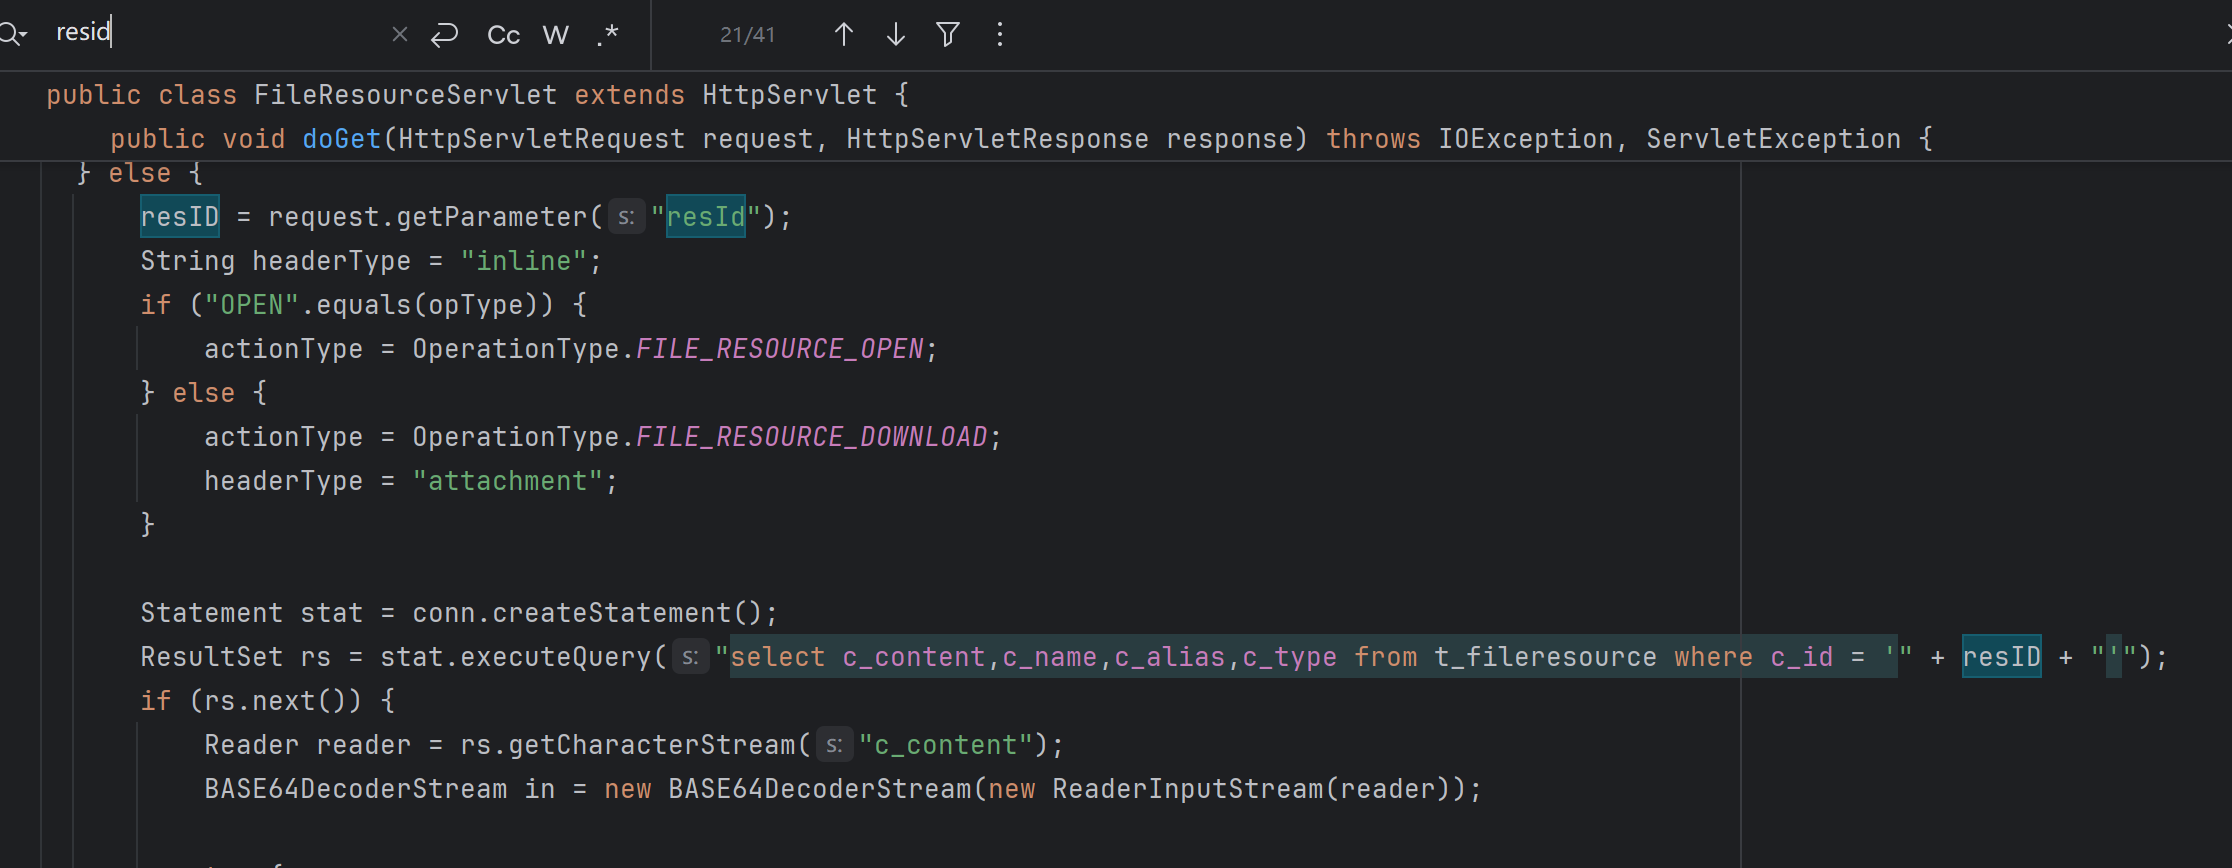 resid
Cc W .* 21/41
public class FileResourceServlet extends HttpServlet {
public void doGet(HttpServletRequest request, HttpServletResponse response) throws IOException, ServletException {
} else {
resID = request.getParameter( s: "resId");
String headerType = "inline";
if ("OPEN".equals(opType)) {
actionType = OperationType.FILE_RESOURCE_OPEN;
} else {
actionType = OperationType.FILE_RESOURCE_DOWNLOAD;
headerType = "attachment";
}
Statement stat = conn.createStatement();
ResultSet rs = stat.executeQuery( s: "select c_content,c_name,c_alias,c_type from t_fileresource where c_id = '" + resID + "'");
if (rs.next()) {
Reader reader = rs.getCharacterStream( s: "c_content");
BASE64DecoderStream in = new BASE64DecoderStream(new ReaderInputStream(reader));